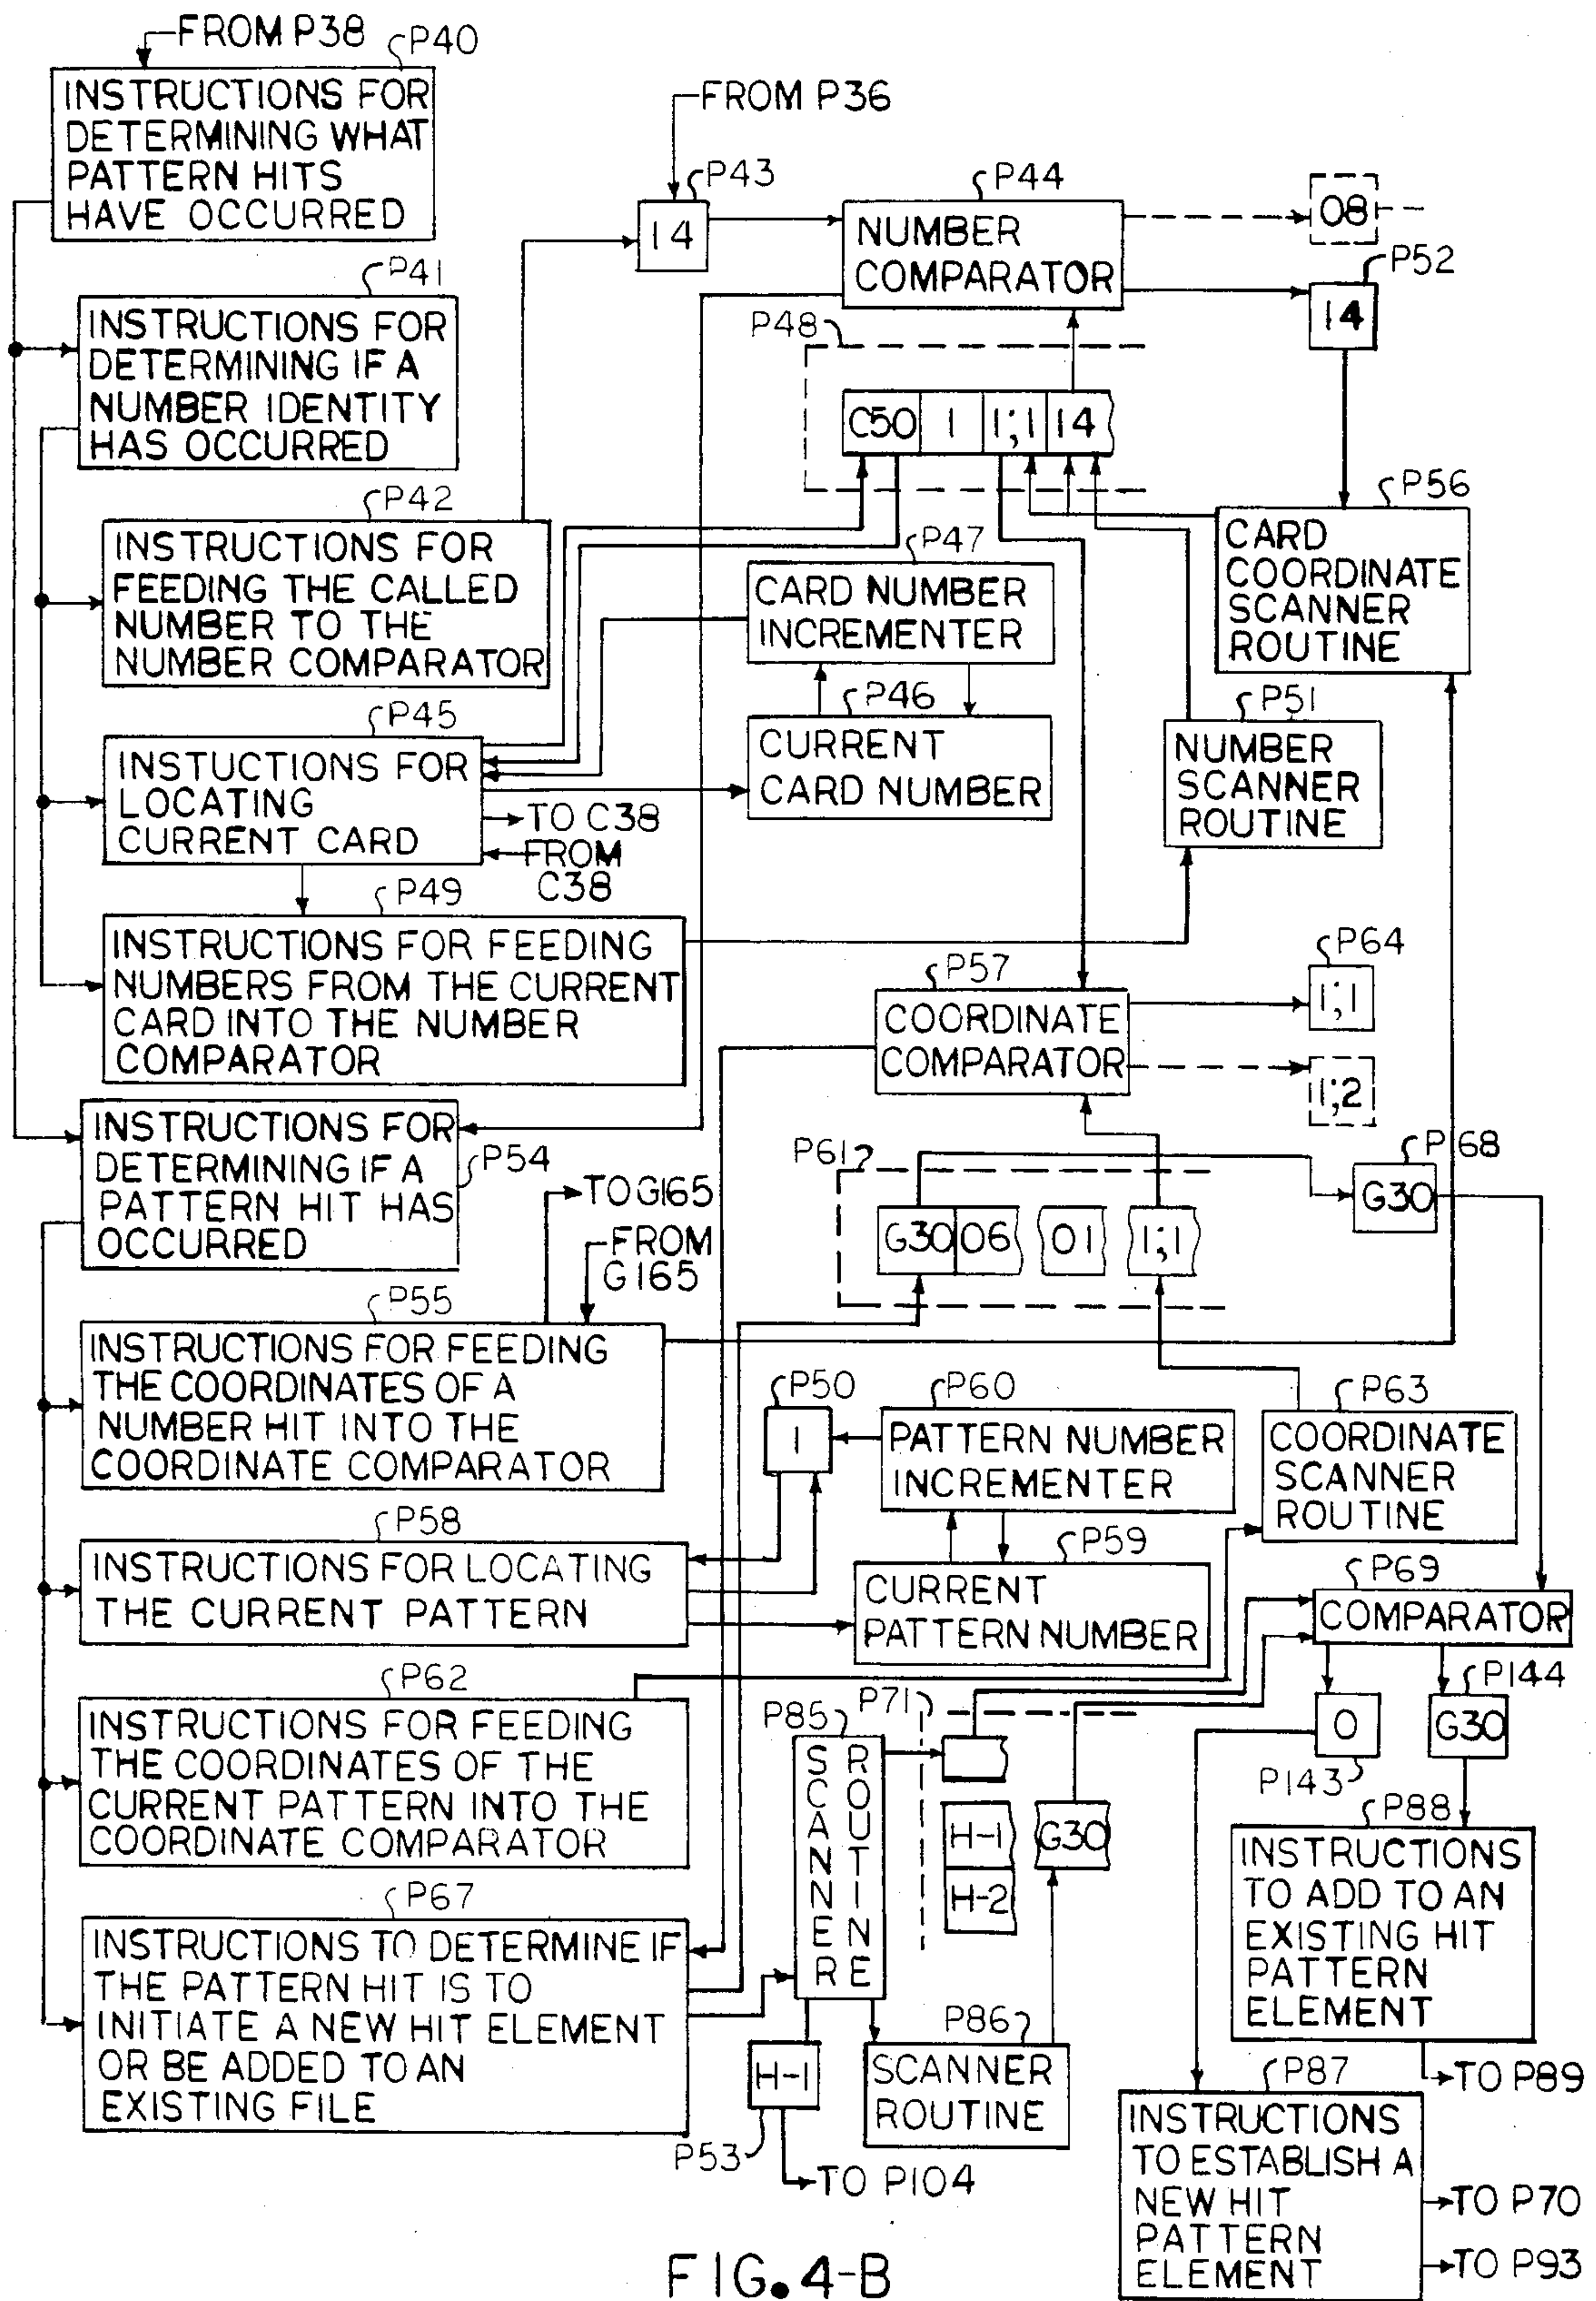 FROM P38
P40
INSTRUCTIONS FOR
DETERMINING WHAT
PATTERN HITS
HAVE OCCURRED
FROM P36
P43
14
P44
NUMBER
COMPARATOR
08
P52
14
P41
INSTRUCTIONS FOR
DETERMINING IF A
NUMBER IDENTITY
HAS OCCURRED
P48
C50 1 1;1 14
P42
INSTRUCTIONS FOR
FEEDING THE CALLED
NUMBER TO THE
NUMBER COMPARATOR
P47
CARD NUMBER
INCREMENTER
P56
CARD
COORDINATE
SCANNER
ROUTINE
P45
INSTUCTIONS FOR
LOCATING
CURRENT CARD
TO C38
FROM
C38
P46
CURRENT
CARD NUMBER
P51
NUMBER
SCANNER
ROUTINE
P49
INSTRUCTIONS FOR FEEDING
NUMBERS FROM THE CURRENT
CARD INTO THE NUMBER
COMPARATOR
P57
COORDINATE
COMPARATOR
P64
1;1
1;2
INSTRUCTIONS FOR
DETERMINING IF A
PATTERN HIT HAS
OCCURRED
P54
TO G165
FROM
G165
P61
G30 06 01 1;1
P68
G30
P55
INSTRUCTIONS FOR FEEDING
THE COORDINATES OF A
NUMBER HIT INTO THE
COORDINATE COMPARATOR
P50
1
P60
PATTERN NUMBER
INCREMENTER
P63
COORDINATE
SCANNER
ROUTINE
P58
INSTRUCTIONS FOR LOCATING
THE CURRENT PATTERN
P59
CURRENT
PATTERN NUMBER
P69
COMPARATOR
P62
INSTRUCTIONS FOR FEEDING
THE COORDINATES OF THE
CURRENT PATTERN INTO THE
COORDINATE COMPARATOR
P85
SCANNER
ROUTINE
P71
H-1
H-2
G30
0
P143
P144
G30
P88
INSTRUCTIONS
TO ADD TO AN
EXISTING HIT
PATTERN
ELEMENT
TO P89
P67
INSTRUCTIONS TO DETERMINE IF
THE PATTERN HIT IS TO
INITIATE A NEW HIT ELEMENT
OR BE ADDED TO AN
EXISTING FILE
H-1
P53
TO P104
P86
SCANNER
ROUTINE
P87
INSTRUCTIONS
TO ESTABLISH A
NEW HIT
PATTERN
ELEMENT
TO P70
TO P93
FIG.4-B